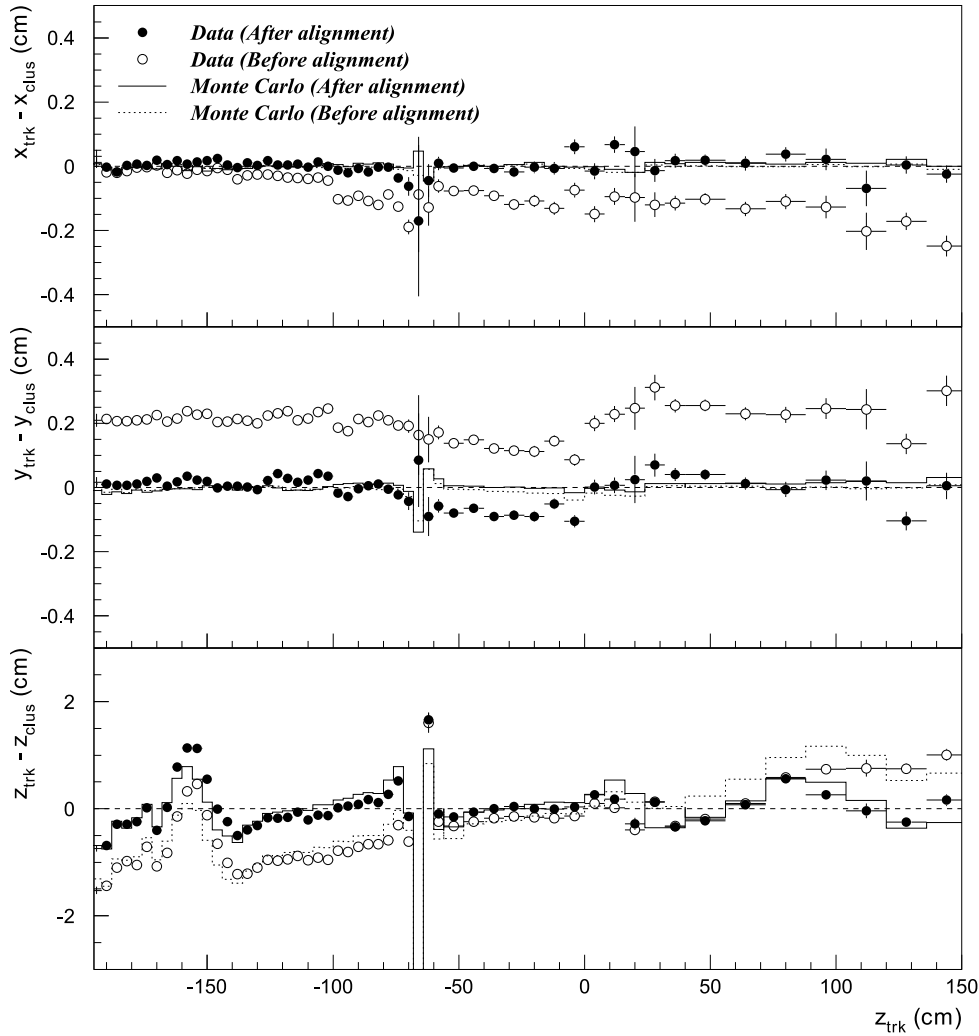 x_trk - x_clus (cm)
0.4
0.2
0
-0.2
-0.4
Data (After alignment)
Data (Before alignment)
Monte Carlo (After alignment)
Monte Carlo (Before alignment)
y_trk - y_clus (cm)
0.4
0.2
0
-0.2
-0.4
z_trk - z_clus (cm)
2
0
-2
-150
-100
-50
0
50
100
150
z_trk (cm)